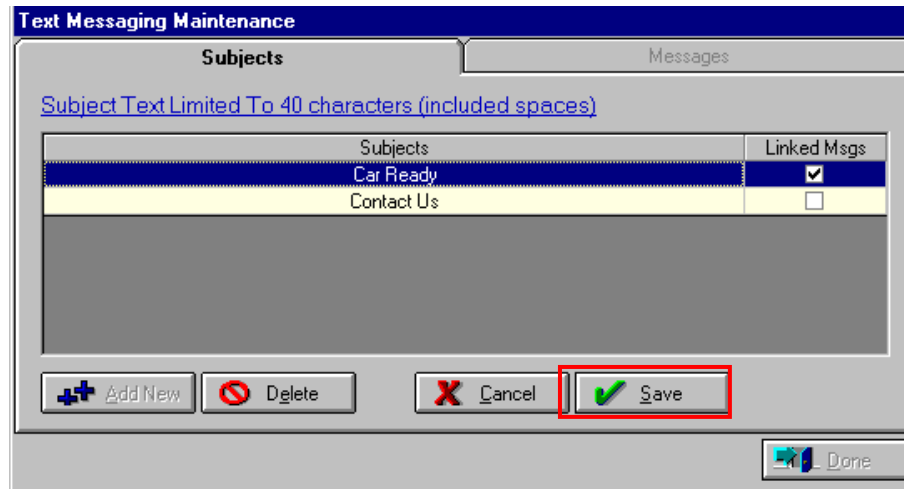 Text Messaging Maintenance
Subjects Messages
Subject Text Limited To 40 characters (included spaces)
Subjects Linked Msgs
Car Ready
Contact Us
Add New Delete Cancel Save
Done